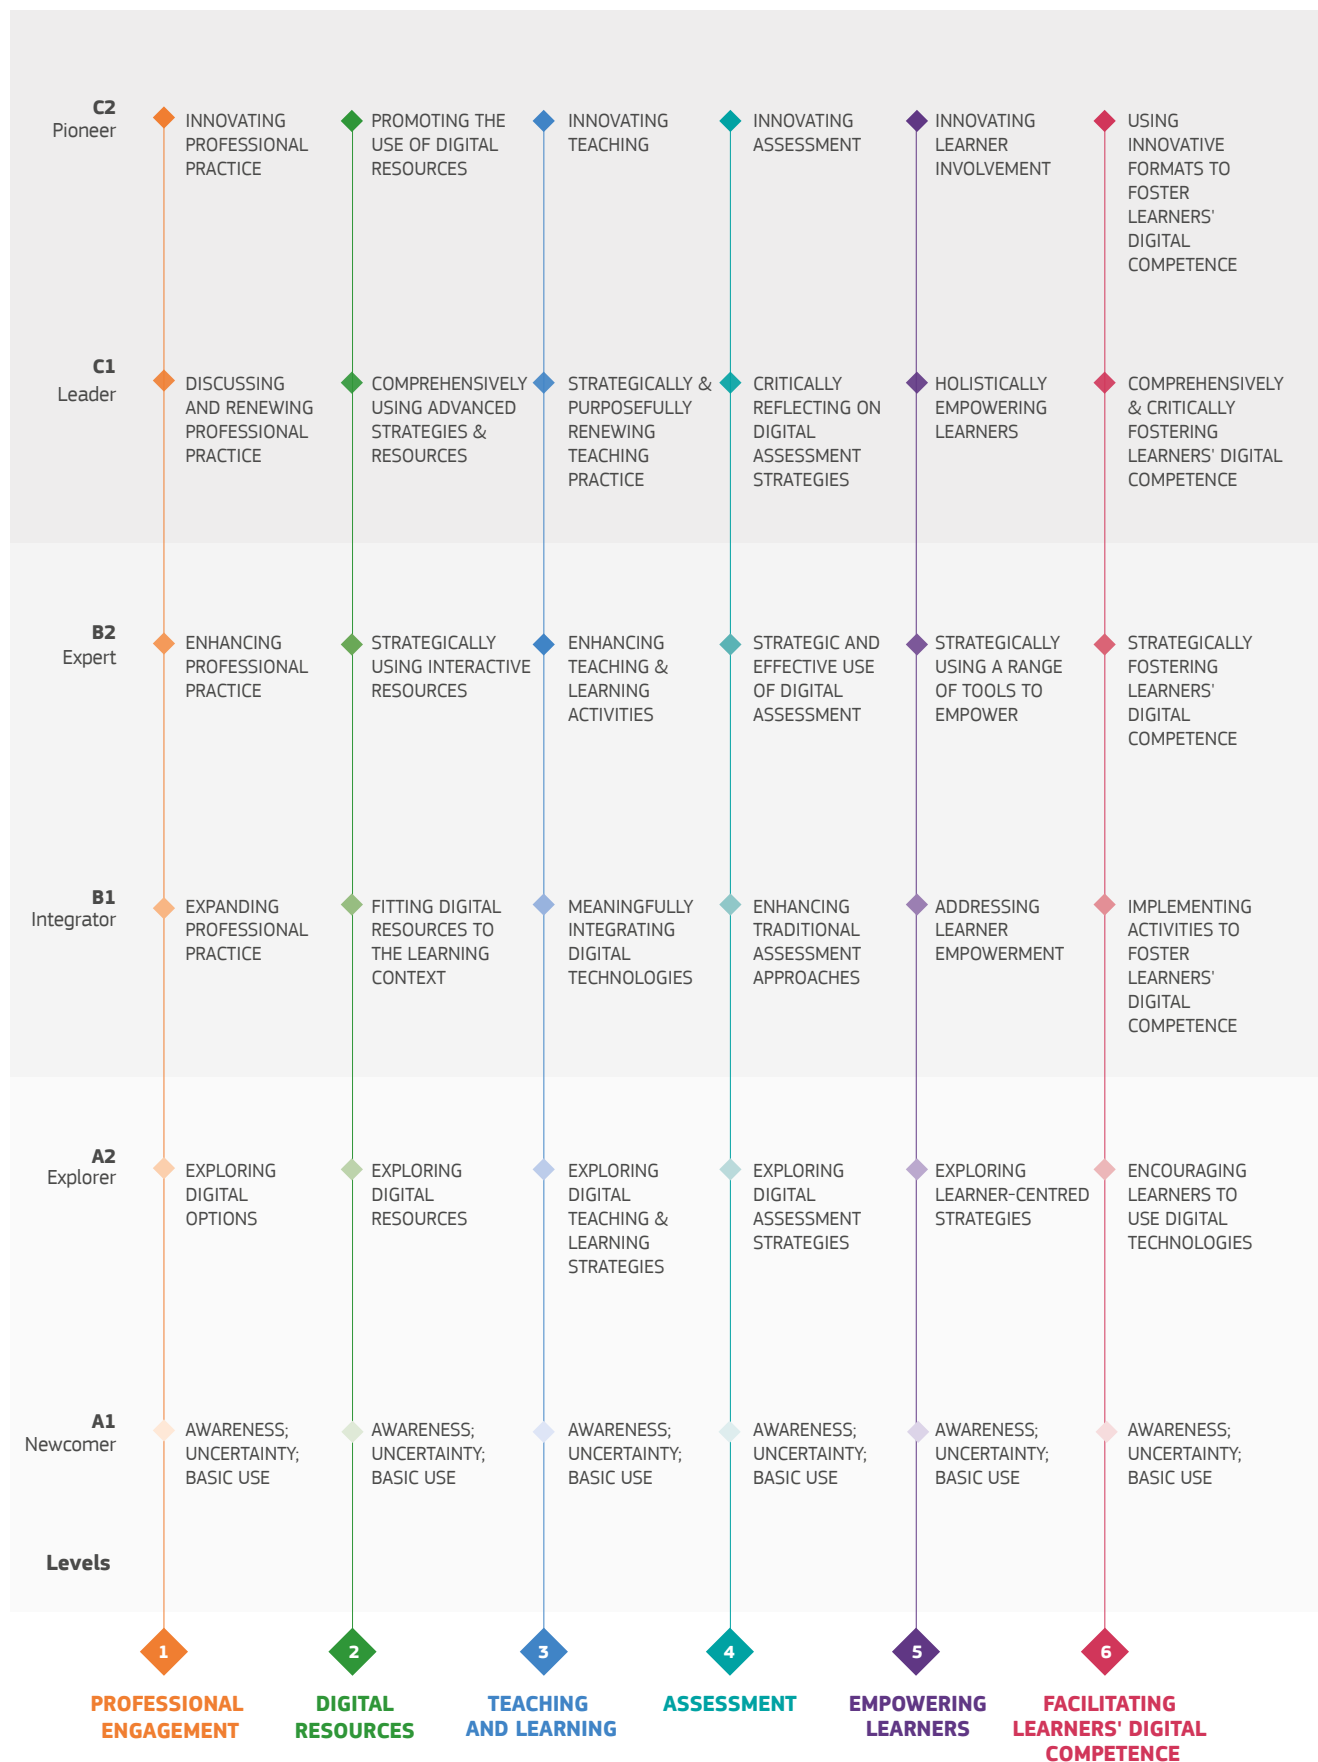 C2
Pioneer
INNOVATING
PROFESSIONAL
PRACTICE
PROMOTING THE
USE OF DIGITAL
RESOURCES
INNOVATING
TEACHING
INNOVATING
ASSESSMENT
INNOVATING
LEARNER
INVOLVEMENT
USING
INNOVATIVE
FORMATS TO
FOSTER
LEARNERS'
DIGITAL
COMPETENCE
C1
Leader
DISCUSSING
AND RENEWING
PROFESSIONAL
PRACTICE
COMPREHENSIVELY
USING ADVANCED
STRATEGIES &
RESOURCES
STRATEGICALLY &
PURPOSEFULLY
RENEWING
TEACHING
PRACTICE
CRITICALLY
REFLECTING ON
DIGITAL
ASSESSMENT
STRATEGIES
HOLISTICALLY
EMPOWERING
LEARNERS
COMPREHENSIVELY
& CRITICALLY
FOSTERING
LEARNERS' DIGITAL
COMPETENCE
B2
Expert
ENHANCING
PROFESSIONAL
PRACTICE
STRATEGICALLY
USING INTERACTIVE
RESOURCES
ENHANCING
TEACHING &
LEARNING
ACTIVITIES
STRATEGIC AND
EFFECTIVE USE
OF DIGITAL
ASSESSMENT
STRATEGICALLY
USING A RANGE
OF TOOLS TO
EMPOWER
STRATEGICALLY
FOSTERING
LEARNERS'
DIGITAL
COMPETENCE
B1
Integrator
EXPANDING
PROFESSIONAL
PRACTICE
FITTING DIGITAL
RESOURCES TO
THE LEARNING
CONTEXT
MEANINGFULLY
INTEGRATING
DIGITAL
TECHNOLOGIES
ENHANCING
TRADITIONAL
ASSESSMENT
APPROACHES
ADDRESSING
LEARNER
EMPOWERMENT
IMPLEMENTING
ACTIVITIES TO
FOSTER
LEARNERS'
DIGITAL
COMPETENCE
A2
Explorer
EXPLORING
DIGITAL
OPTIONS
EXPLORING
DIGITAL
RESOURCES
EXPLORING
DIGITAL
TEACHING &
LEARNING
STRATEGIES
EXPLORING
DIGITAL
ASSESSMENT
STRATEGIES
EXPLORING
LEARNER-CENTRED
STRATEGIES
ENCOURAGING
LEARNERS TO
USE DIGITAL
TECHNOLOGIES
A1
Newcomer
AWARENESS;
UNCERTAINTY;
BASIC USE
AWARENESS;
UNCERTAINTY;
BASIC USE
AWARENESS;
UNCERTAINTY;
BASIC USE
AWARENESS;
UNCERTAINTY;
BASIC USE
AWARENESS;
UNCERTAINTY;
BASIC USE
AWARENESS;
UNCERTAINTY;
BASIC USE
Levels
1
PROFESSIONAL
ENGAGEMENT
2
DIGITAL
RESOURCES
3
TEACHING
AND LEARNING
4
ASSESSMENT
5
EMPOWERING
LEARNERS
6
FACILITATING
LEARNERS' DIGITAL
COMPETENCE